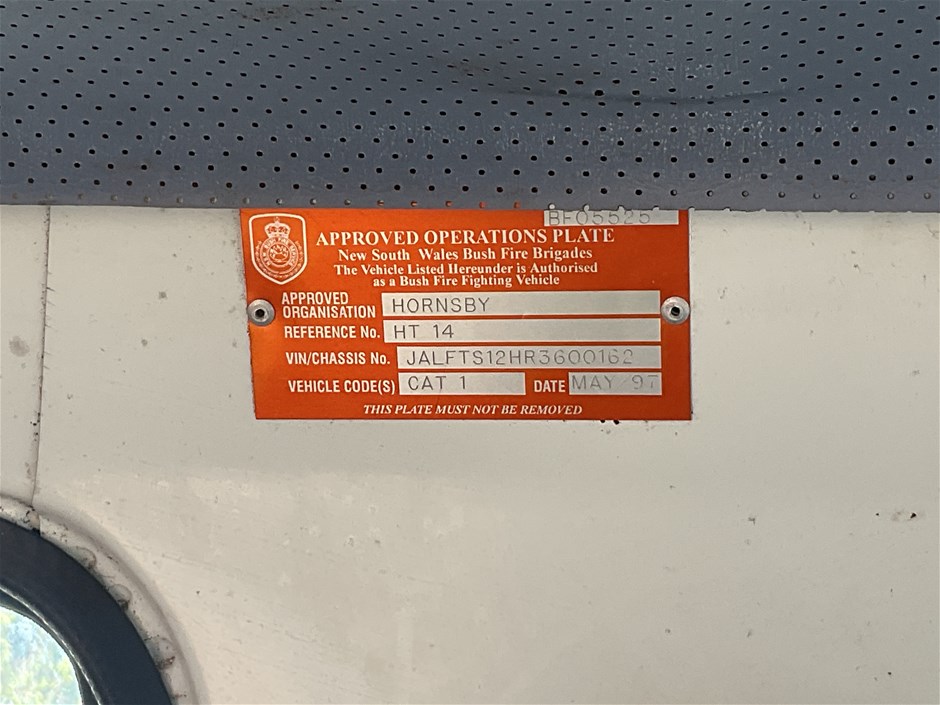 BF05525
APPROVED OPERATIONS PLATE
New South Wales Bush Fire Brigades
The Vehicle Listed Hereunder is Authorised
as a Bush Fire Fighting Vehicle
APPROVED
ORGANISATION HORNSBY
REFERENCE No. HT 14
VIN/CHASSIS No. JALFTS12HR3600162
VEHICLE CODE(S) CAT 1 DATE MAY 97
THIS PLATE MUST NOT BE REMOVED